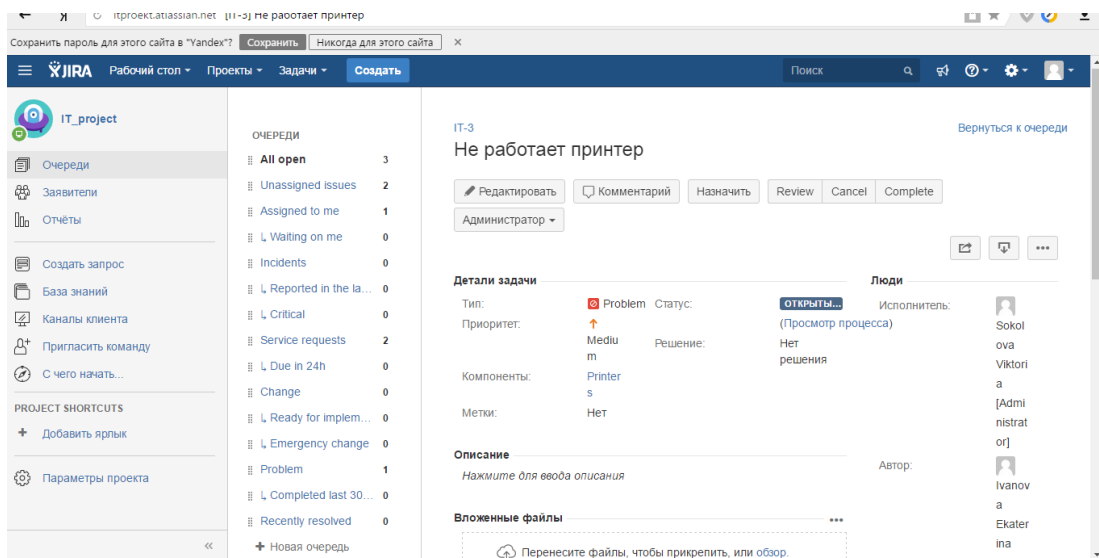 itproekt.atlassian.net [IT-3] Не работает принтер
Сохранить пароль для этого сайта в "Yandex"? Сохранить Никогда для этого сайта ×
JIRA Рабочий стол Проекты Задачи Создать Поиск
IT_project
Очереди
Заявители
Отчёты
Создать запрос
База знаний
Каналы клиента
Пригласить команду
С чего начать...
PROJECT SHORTCUTS
+ Добавить ярлык
Параметры проекта
«
ОЧЕРЕДИ
All open 3
Unassigned issues 2
Assigned to me 1
Waiting on me 0
Incidents 0
Reported in the la... 0
Critical 0
Service requests 2
Due in 24h 0
Change 0
Ready for implem... 0
Emergency change 0
Problem 1
Completed last 30... 0
Recently resolved 0
+ Новая очередь
IT-3
Вернуться к очереди
Не работает принтер
Редактировать Комментарий Назначить Review Cancel Complete
Администратор
Детали задачи
Тип: Problem
Приоритет:
Mediu
m
Компоненты: Printer
s
Метки: Нет
Статус: ОТКРЫТЫ...
(Просмотр процесса)
Решение: Нет
решения
Описание
Нажмите для ввода описания
Вложенные файлы
Перенесите файлы, чтобы прикрепить, или обзор.
Люди
Исполнитель:
Sokol
ova
Viktori
a
[Admi
nistrat
or]
Автор:
Ivanov
a
Ekater
ina